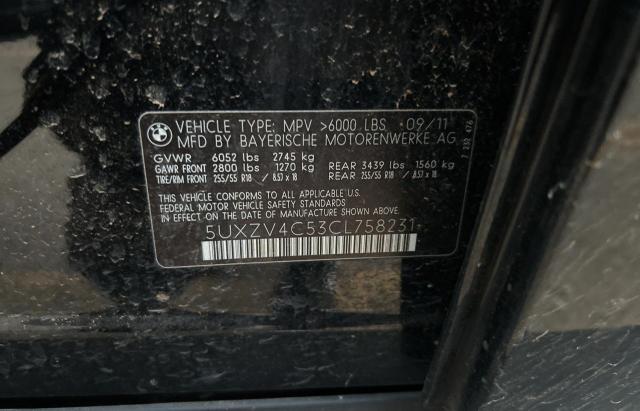 BMW
VEHICLE TYPE: MPV >6000 LBS 09/11
MFD BY BAYERISCHE MOTORENWERKE AG
GVWR 6052 lbs 2745 kg
GAWR FRONT 2800 lbs 1270 kg REAR 3439 lbs 1560 kg
TIRE/RIM FRONT 255/55 R18 / 8.5J x 18 REAR 255/55 R18 / 8.5J x 18
THIS VEHICLE CONFORMS TO ALL APPLICABLE U.S.
FEDERAL MOTOR VEHICLE SAFETY STANDARDS
IN EFFECT ON THE DATE OF MANUFACTURE SHOWN ABOVE.
5UXZV4C53CL758231